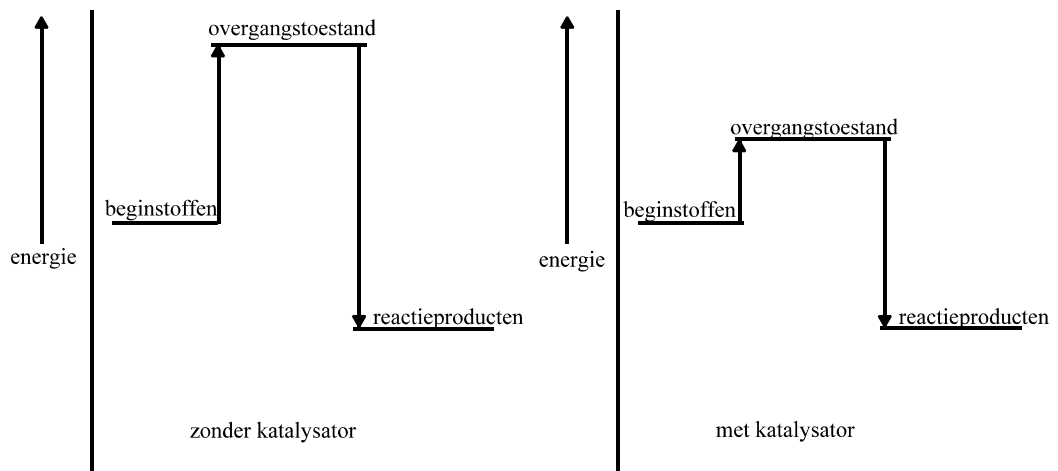 overgangstoestand
beginstoffen
energie
reactieproducten
zonder katalysator
overgangstoestand
beginstoffen
energie
reactieproducten
met katalysator